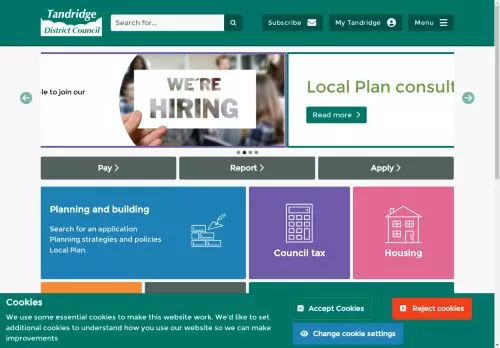 Tandridge
District Council
Search for...
Subscribe
My Tandridge
Menu
le to join our
WE'RE
HIRING
Local Plan consult
Read more
Pay
Report
Apply
Planning and building
Search for an application
Planning strategies and policies
Local Plan
Council tax
Housing
Cookies
We use some essential cookies to make this website work. We'd like to set
additional cookies to understand how you use our website so we can make
improvements
Accept Cookies
Reject cookies
Change cookie settings